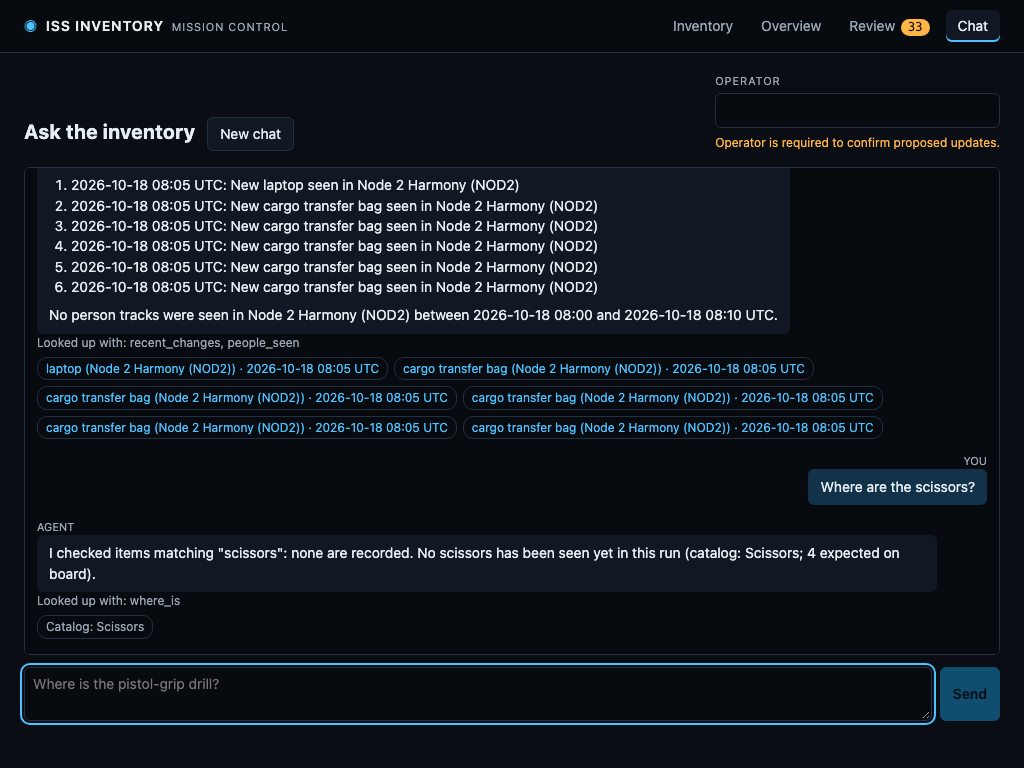 ISS INVENTORY MISSION CONTROL
Inventory
Overview
Review 33
Chat
OPERATOR
Ask the inventory
New chat
Operator is required to confirm proposed updates.
1. 2026-10-18 08:05 UTC: New laptop seen in Node 2 Harmony (NOD2)
2. 2026-10-18 08:05 UTC: New cargo transfer bag seen in Node 2 Harmony (NOD2)
3. 2026-10-18 08:05 UTC: New cargo transfer bag seen in Node 2 Harmony (NOD2)
4. 2026-10-18 08:05 UTC: New cargo transfer bag seen in Node 2 Harmony (NOD2)
5. 2026-10-18 08:05 UTC: New cargo transfer bag seen in Node 2 Harmony (NOD2)
6. 2026-10-18 08:05 UTC: New cargo transfer bag seen in Node 2 Harmony (NOD2)
No person tracks were seen in Node 2 Harmony (NOD2) between 2026-10-18 08:00 and 2026-10-18 08:10 UTC.
Looked up with: recent_changes, people_seen
laptop (Node 2 Harmony (NOD2)) · 2026-10-18 08:05 UTC
cargo transfer bag (Node 2 Harmony (NOD2)) · 2026-10-18 08:05 UTC
cargo transfer bag (Node 2 Harmony (NOD2)) · 2026-10-18 08:05 UTC
cargo transfer bag (Node 2 Harmony (NOD2)) · 2026-10-18 08:05 UTC
cargo transfer bag (Node 2 Harmony (NOD2)) · 2026-10-18 08:05 UTC
cargo transfer bag (Node 2 Harmony (NOD2)) · 2026-10-18 08:05 UTC
YOU
Where are the scissors?
AGENT
I checked items matching "scissors": none are recorded. No scissors has been seen yet in this run (catalog: Scissors; 4 expected on
board).
Looked up with: where_is
Catalog: Scissors
Where is the pistol-grip drill?
Send